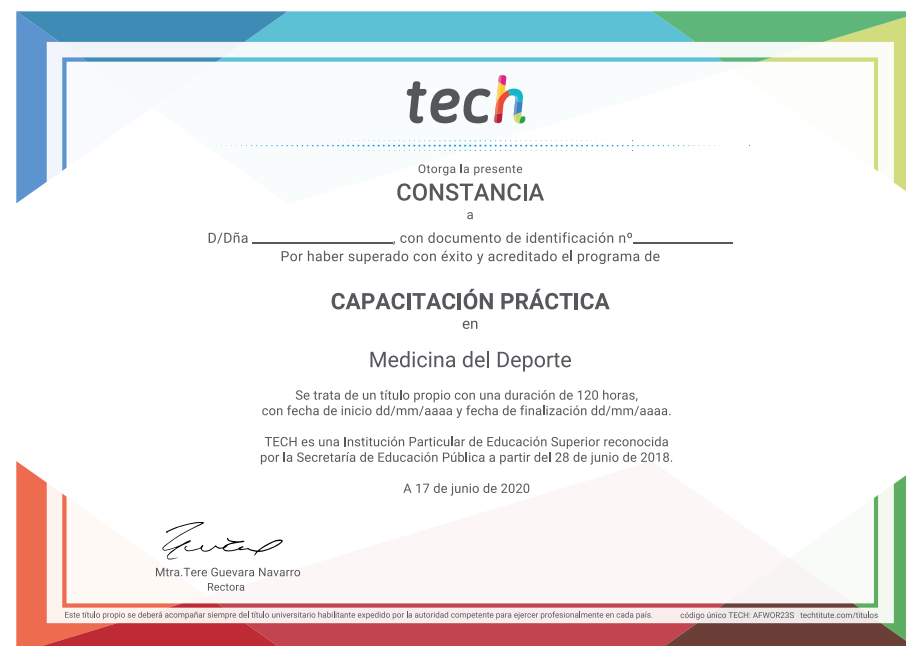 tech
Otorga la presente
CONSTANCIA
a
D/Dña ____________________, con documento de identificación nº______________
Por haber superado con éxito y acreditado el programa de
CAPACITACIÓN PRÁCTICA
en
Medicina del Deporte
Se trata de un título propio con una duración de 120 horas,
con fecha de inicio dd/mm/aaaa y fecha de finalización dd/mm/aaaa.
TECH es una Institución Particular de Educación Superior reconocida
por la Secretaría de Educación Pública a partir del 28 de junio de 2018.
A 17 de junio de 2020
Mtra.Tere Guevara Navarro
Rectora
Este título propio se deberá acompañar siempre del título universitario habilitante expedido por la autoridad competente para ejercer profesionalmente en cada país. código único TECH: AFWOR23S techtitute.com/titulos